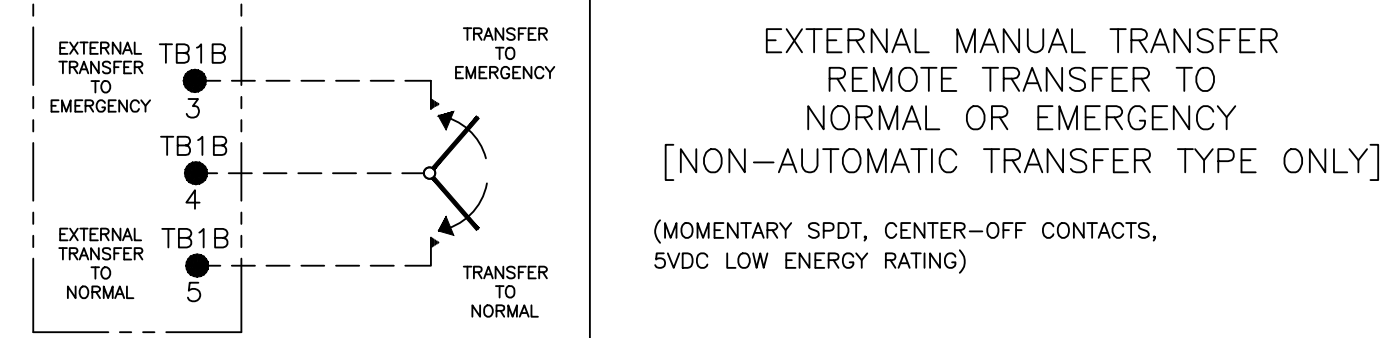 EXTERNAL
TRANSFER
TO
EMERGENCY
TB1B
3
TRANSFER
TO
EMERGENCY
TB1B
4
EXTERNAL
TRANSFER
TO
NORMAL
TB1B
5
TRANSFER
TO
NORMAL
EXTERNAL MANUAL TRANSFER
REMOTE TRANSFER TO
NORMAL OR EMERGENCY
[NON-AUTOMATIC TRANSFER TYPE ONLY]
(MOMENTARY SPDT, CENTER-OFF CONTACTS,
5VDC LOW ENERGY RATING)